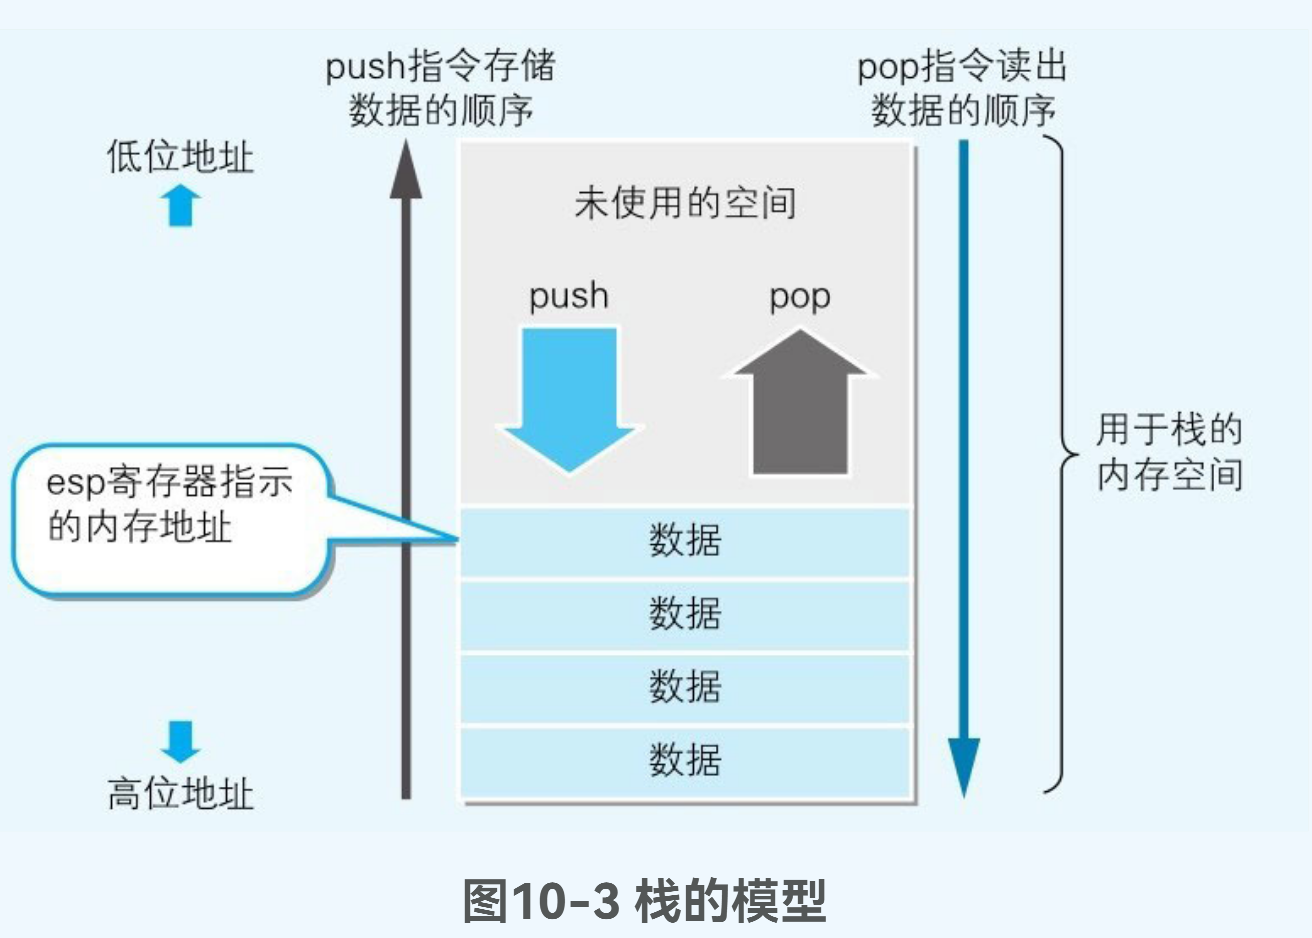 push指令存储
数据的顺序
pop指令读出
数据的顺序
低位地址
未使用的空间
push
pop
用于栈的
内存空间
esp寄存器指示
的内存地址
数据
数据
数据
数据
高位地址
图10-3 栈的模型